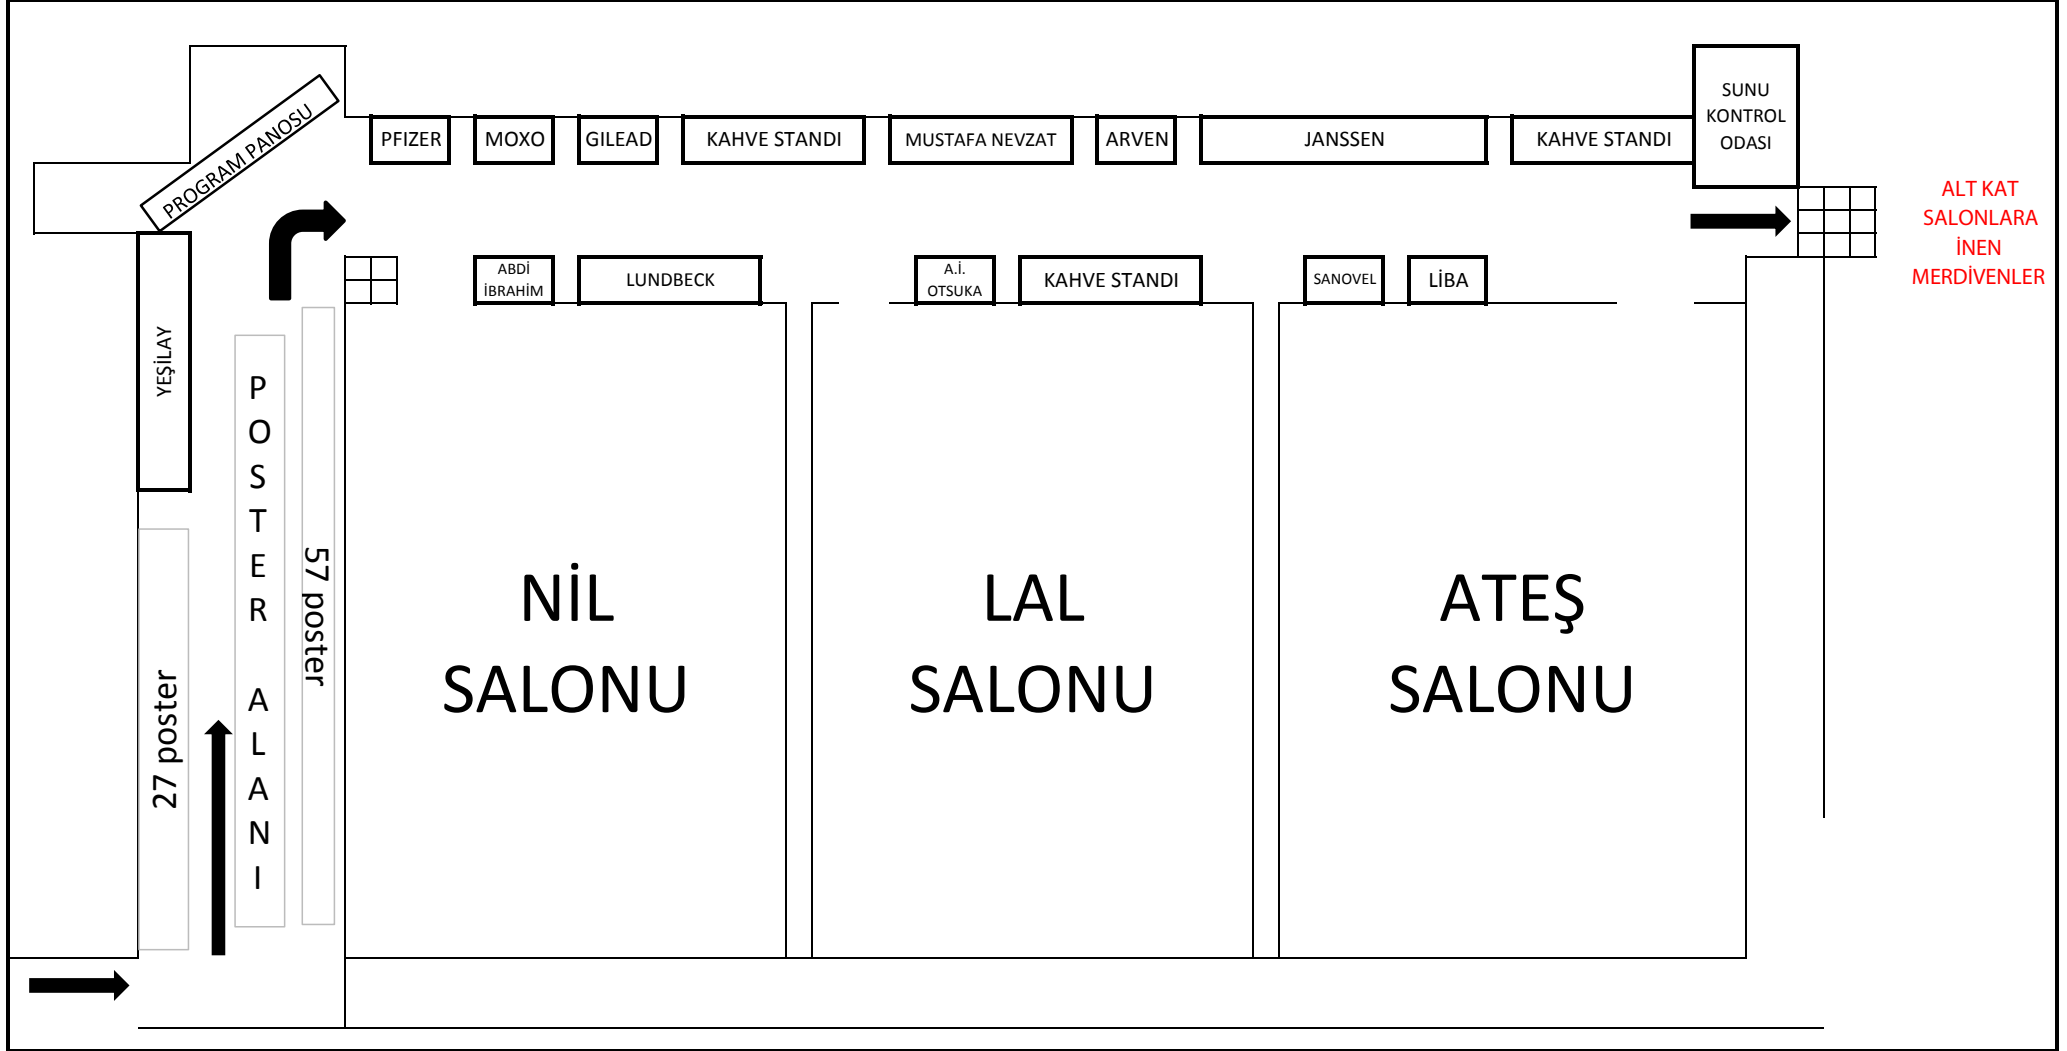 SUNU
KONTROL
ODASI
PROGRAM PANOSU
PFIZER
MOXO
GILEAD
KAHVE STANDI
MUSTAFA NEVZAT
ARVEN
JANSSEN
KAHVE STANDI
ALT KAT
SALONLARA
İNEN
MERDİVENLER
ABDİ
İBRAHİM
LUNDBECK
A.İ.
OTSUKA
KAHVE STANDI
SANOVEL
LİBA
YEŞİLAY
POSTER ALANI
57 poster
27 poster
NİL
SALONU
LAL
SALONU
ATEŞ
SALONU